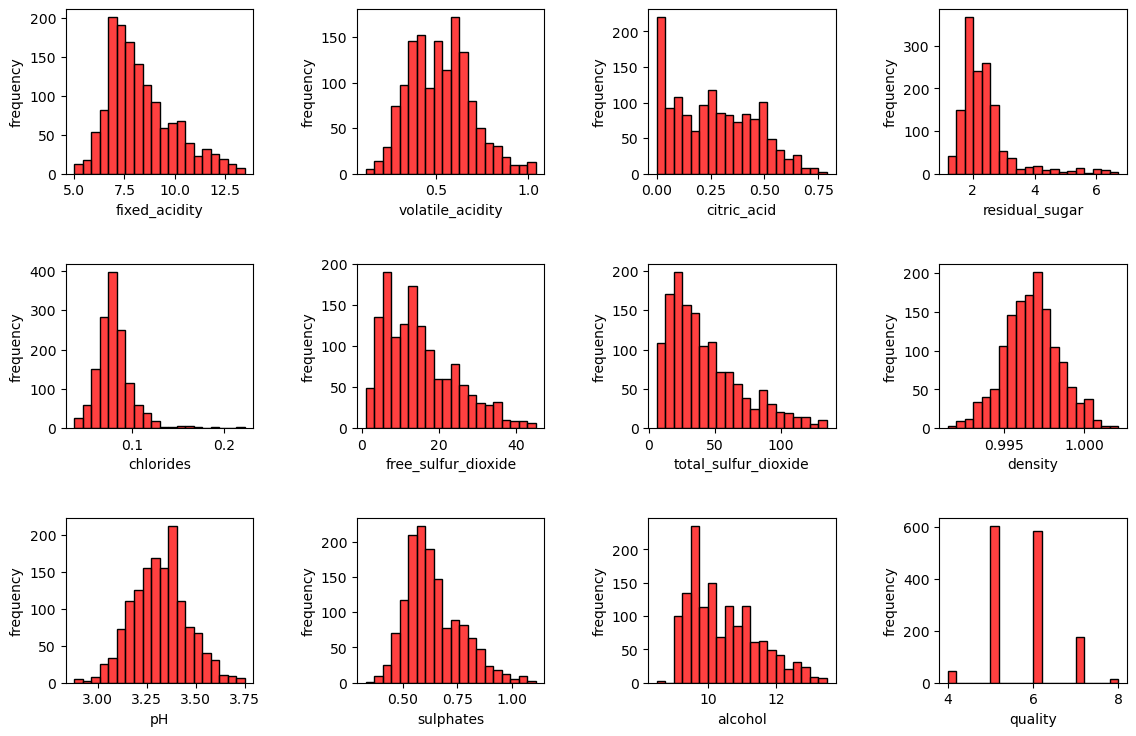 200
150
100
50
0
frequency
5.0 7.5 10.0 12.5
fixed_acidity
150
100
50
0
frequency
0.5 1.0
volatile_acidity
200
150
100
50
0
frequency
0.00 0.25 0.50 0.75
citric_acid
300
200
100
0
frequency
2 4 6
residual_sugar
400
300
200
100
0
frequency
0.1 0.2
chlorides
200
150
100
50
0
frequency
0 20 40
free_sulfur_dioxide
200
150
100
50
0
frequency
0 50 100
total_sulfur_dioxide
200
150
100
50
0
frequency
0.995 1.000
density
200
150
100
50
0
frequency
3.00 3.25 3.50 3.75
pH
200
150
100
50
0
frequency
0.50 0.75 1.00
sulphates
200
150
100
50
0
frequency
10 12
alcohol
600
400
200
0
frequency
4 5 6 7 8
quality